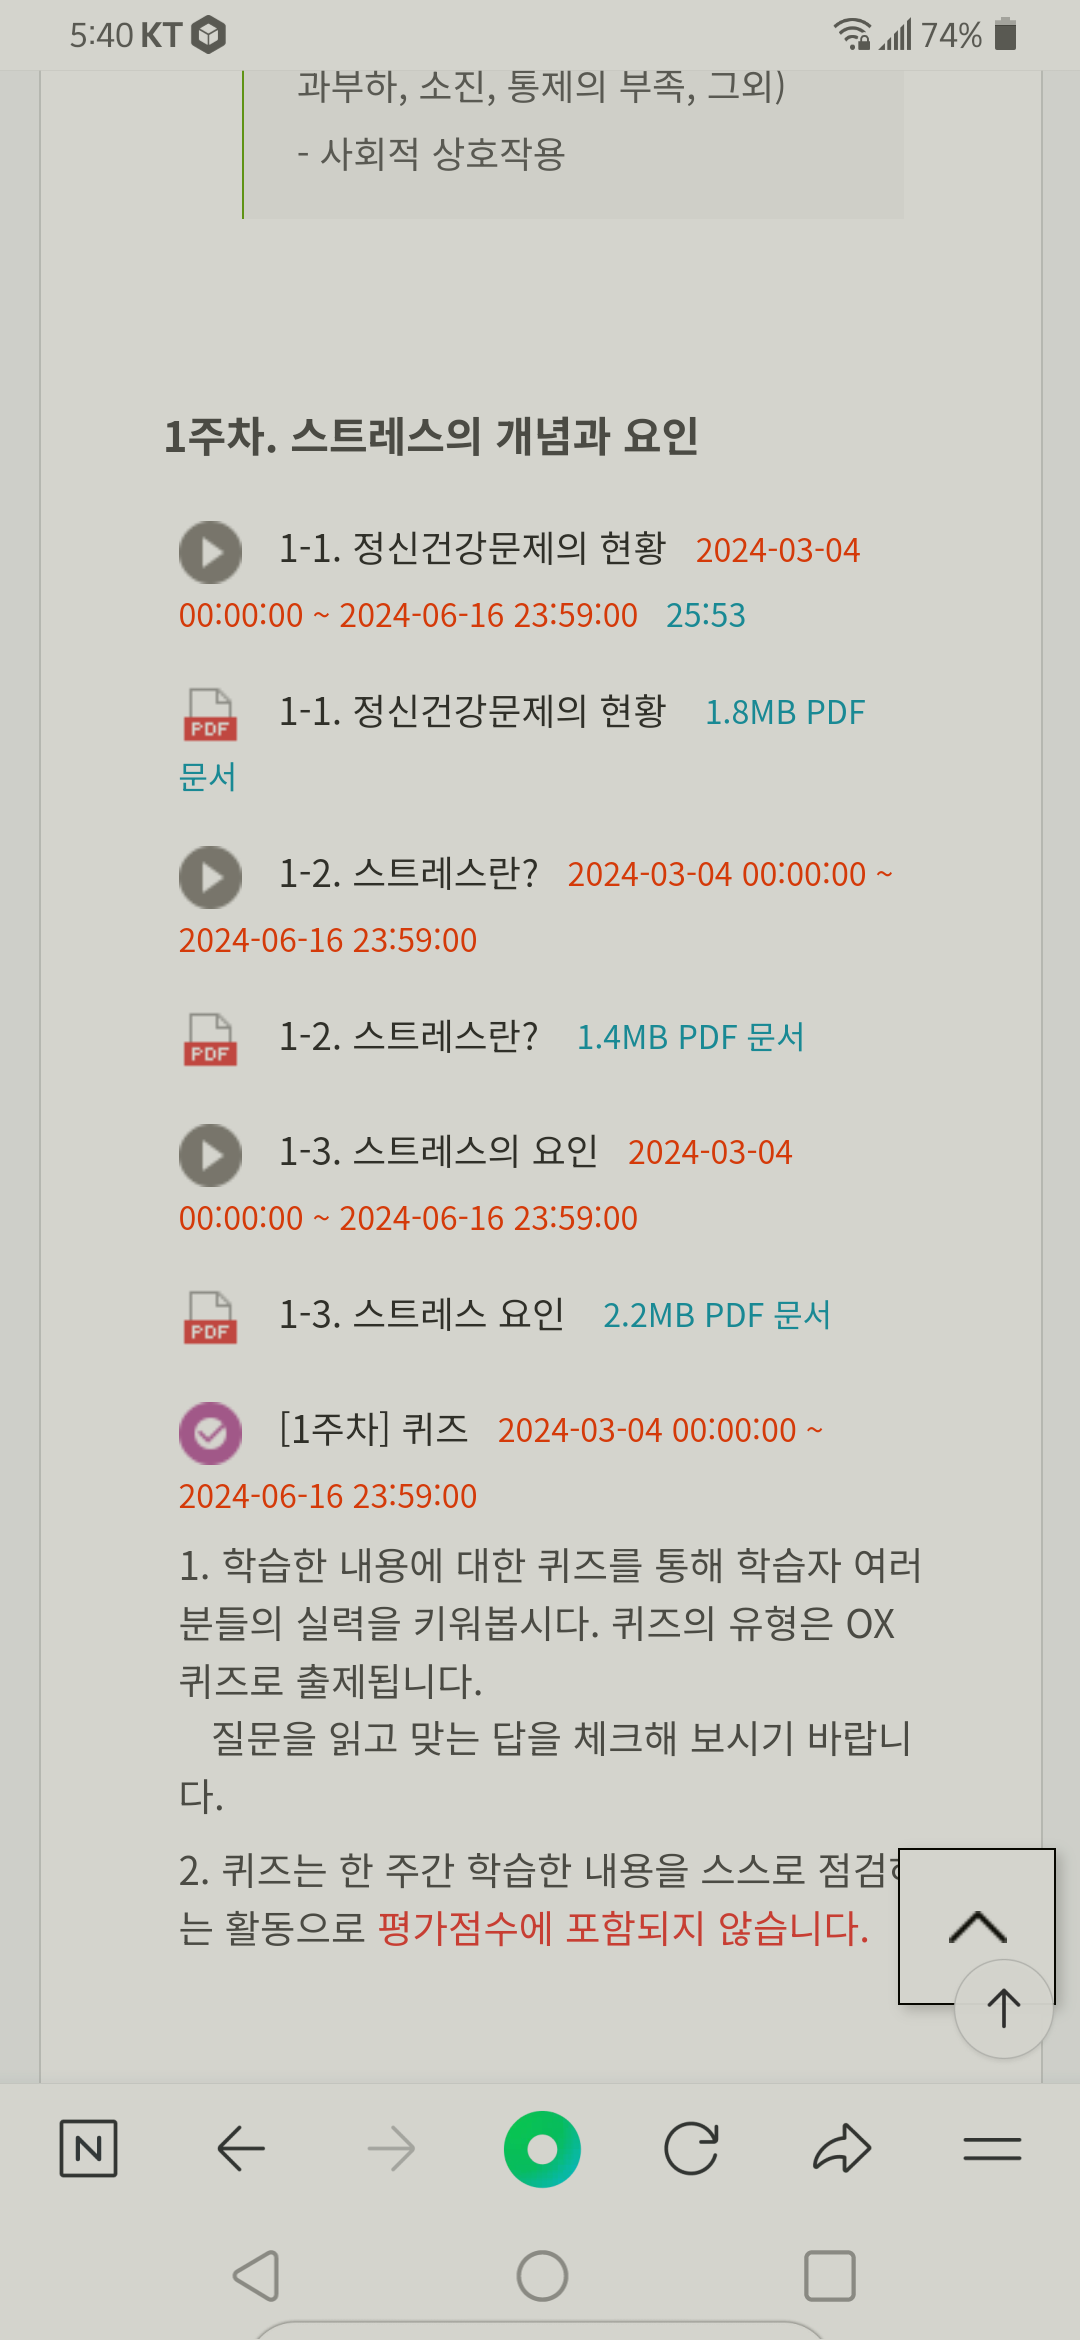 5:40 KT 74%
과부하, 소진, 통제의 부족, 그외)
- 사회적 상호작용
1주차. 스트레스의 개념과 요인
1-1. 정신건강문제의 현황 2024-03-04
00:00:00 ~ 2024-06-16 23:59:00 25:53
PDF 1-1. 정신건강문제의 현황 1.8MB PDF
문서
1-2. 스트레스란? 2024-03-04 00:00:00 ~
2024-06-16 23:59:00
PDF 1-2. 스트레스란? 1.4MB PDF 문서
1-3. 스트레스의 요인 2024-03-04
00:00:00 ~ 2024-06-16 23:59:00
PDF 1-3. 스트레스 요인 2.2MB PDF 문서
[1주차] 퀴즈 2024-03-04 00:00:00 ~
2024-06-16 23:59:00
1. 학습한 내용에 대한 퀴즈를 통해 학습자 여러
분들의 실력을 키워봅시다. 퀴즈의 유형은 OX
퀴즈로 출제됩니다.
질문을 읽고 맞는 답을 체크해 보시기 바랍니
다.
2. 퀴즈는 한 주간 학습한 내용을 스스로 점검하
는 활동으로 평가점수에 포함되지 않습니다.
N